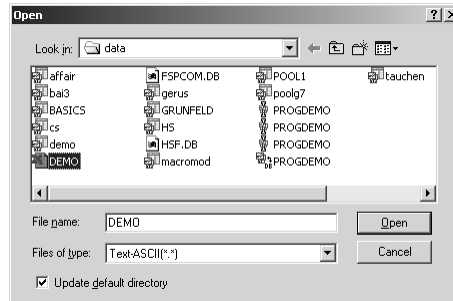 Open
Look in: data
affair FSPCOM.DB POOL1 tauchen
bai3 gerus poolg7
BASICS GRUNFELD PROGDEMO
cs HS PROGDEMO
demo HSF.DB PROGDEMO
DEMO macromod PROGDEMO
File name: DEMO Open
Files of type: Text-ASCII(*.*) Cancel
Update default directory